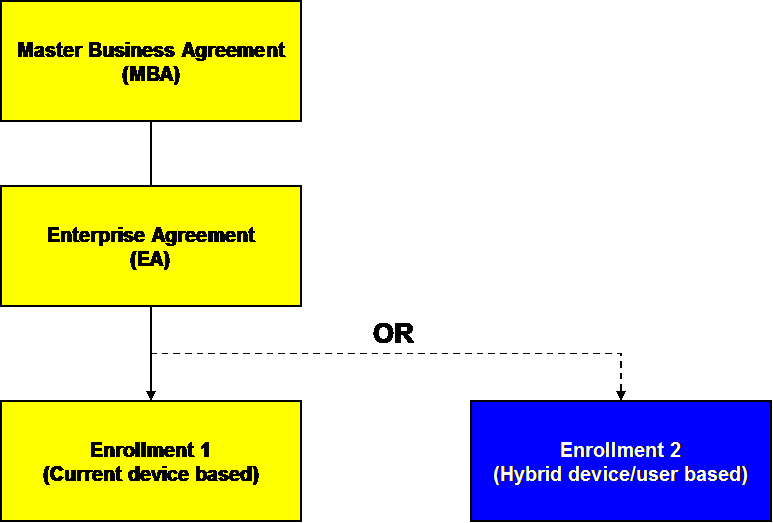 Master Business Agreement
(MBA)
Enterprise Agreement
(EA)
OR
Enrollment 1
(Current device based)
Enrollment 2
(Hybrid device/user based)